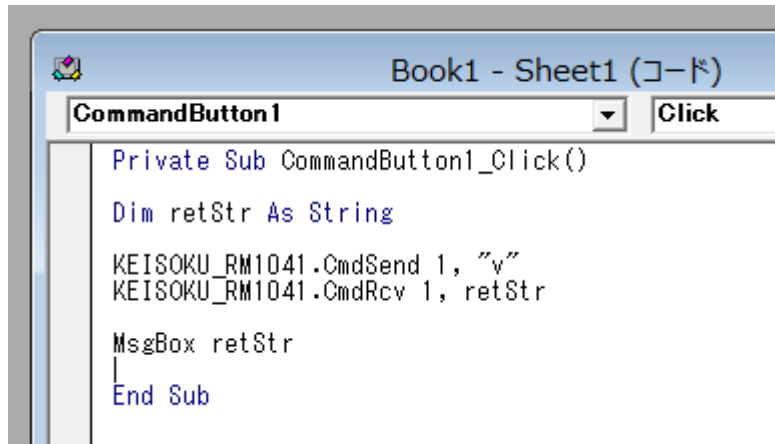 Book1 - Sheet1 (コード)
CommandButton1
Click
Private Sub CommandButton1_Click()
Dim retStr As String
KEISOKU_RM1041.CmdSend 1, "v"
KEISOKU_RM1041.CmdRcv 1, retStr
MsgBox retStr
End Sub